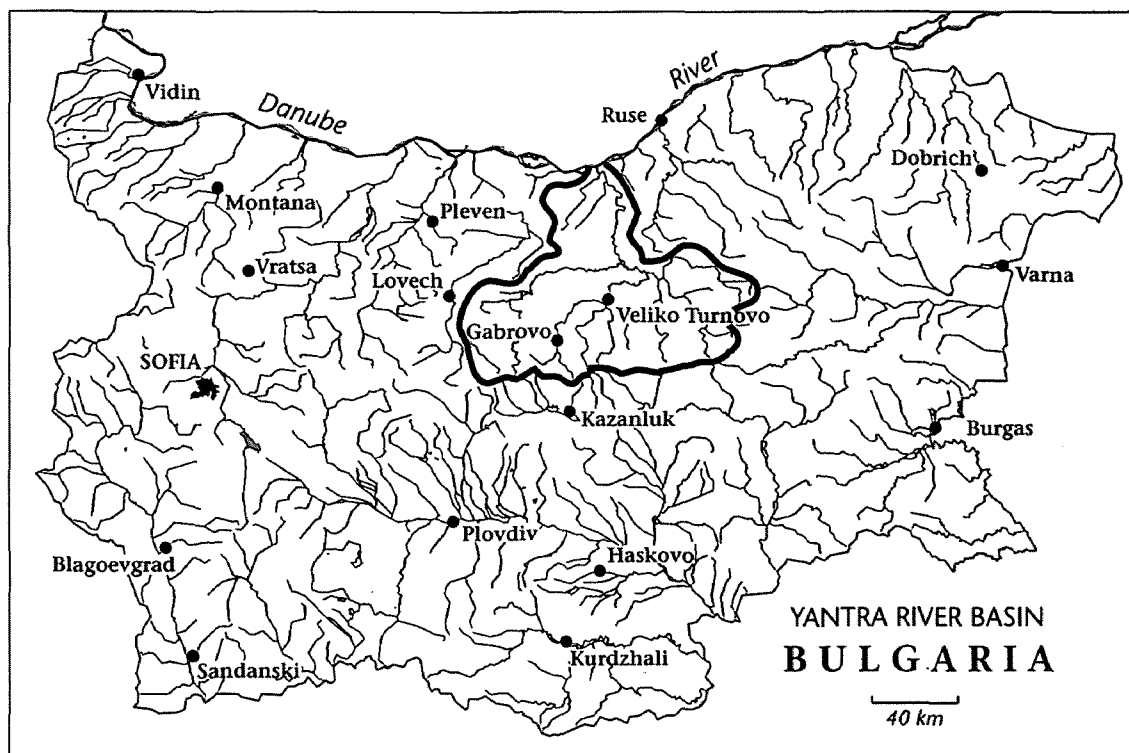 Vidin
Danube
River
Ruse
Dobrich
Montana
Pleven
Vratsa
Lovech
Varna
Veliko Turnovo
Gabrovo
SOFIA
Kazanluk
Burgas
Plovdiv
Blagoevgrad
Haskovo
Kurdzhali
Sandanski
YANTRA RIVER BASIN
BULGARIA
40 km